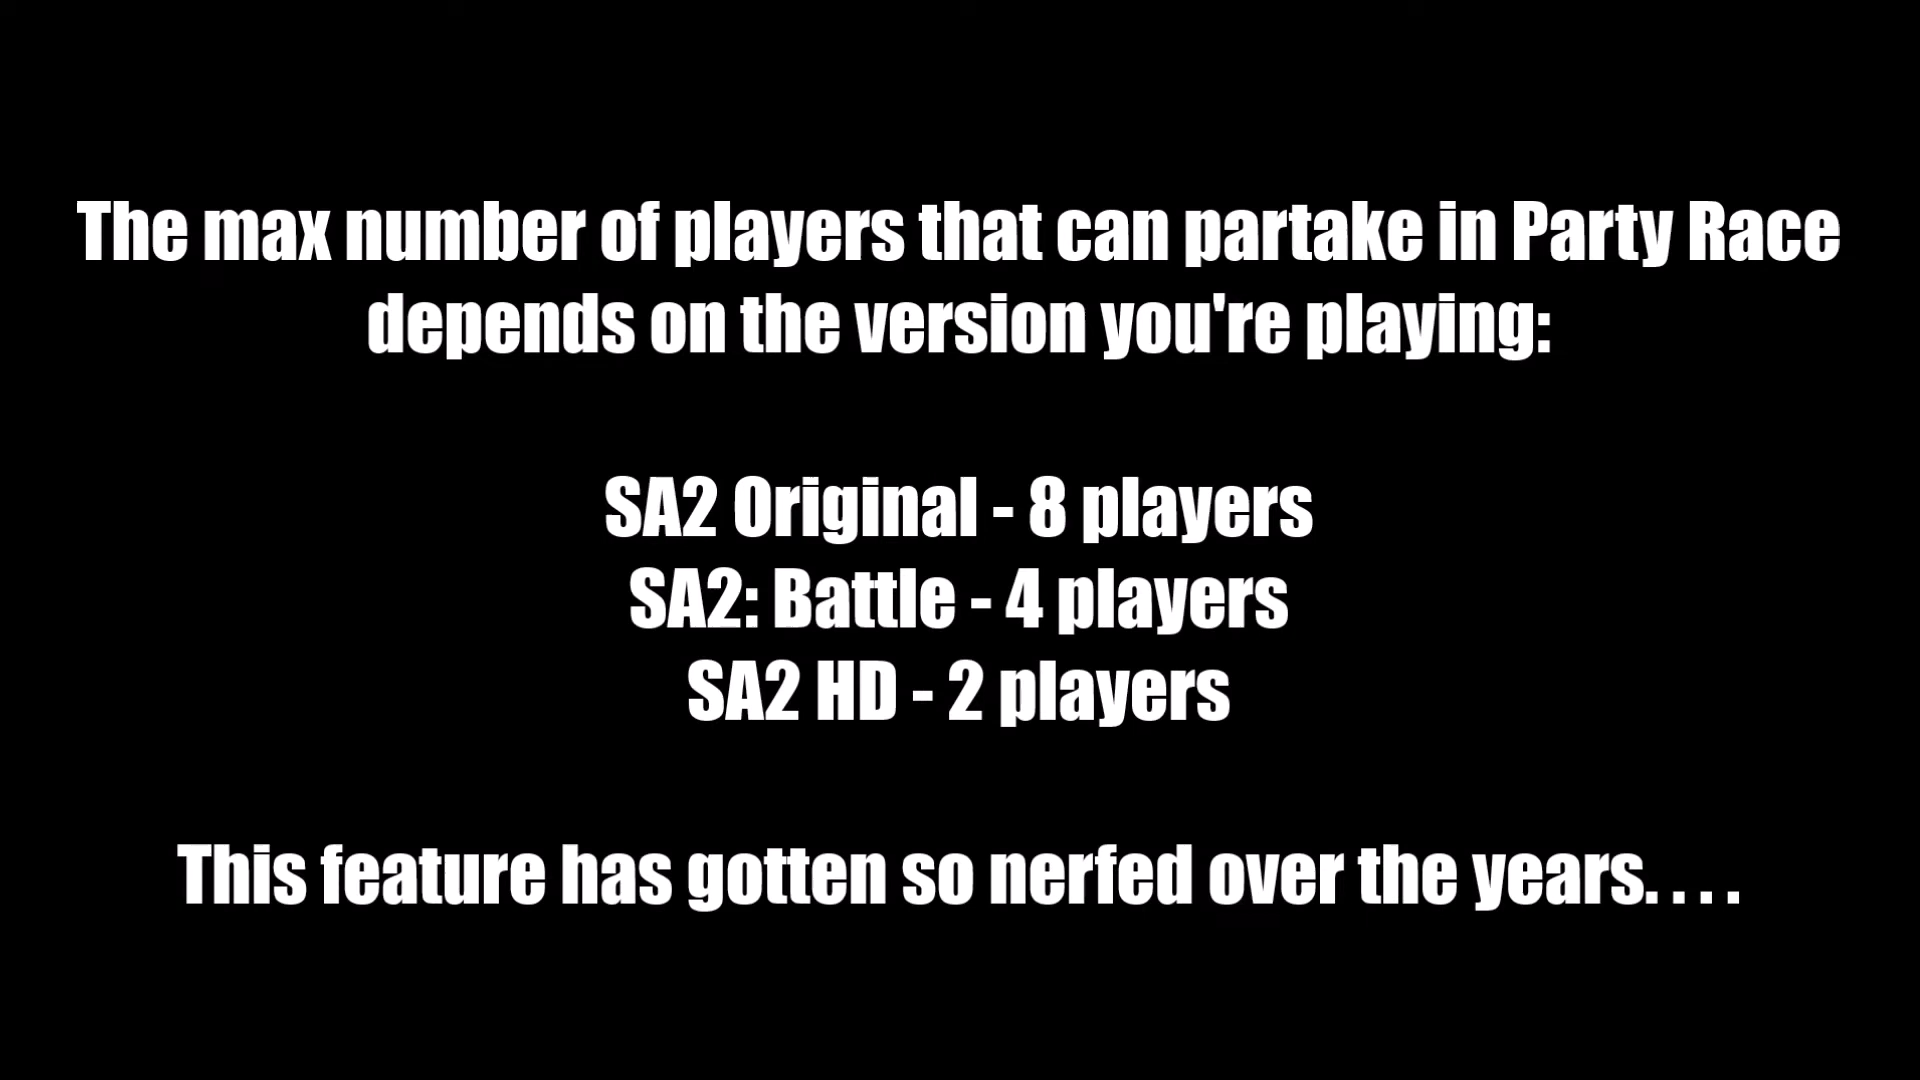 The max number of players that can partake in Party Race
depends on the version you're playing:
SA2 Original - 8 players
SA2: Battle - 4 players
SA2 HD - 2 players
This feature has gotten so nerfed over the years. . . .